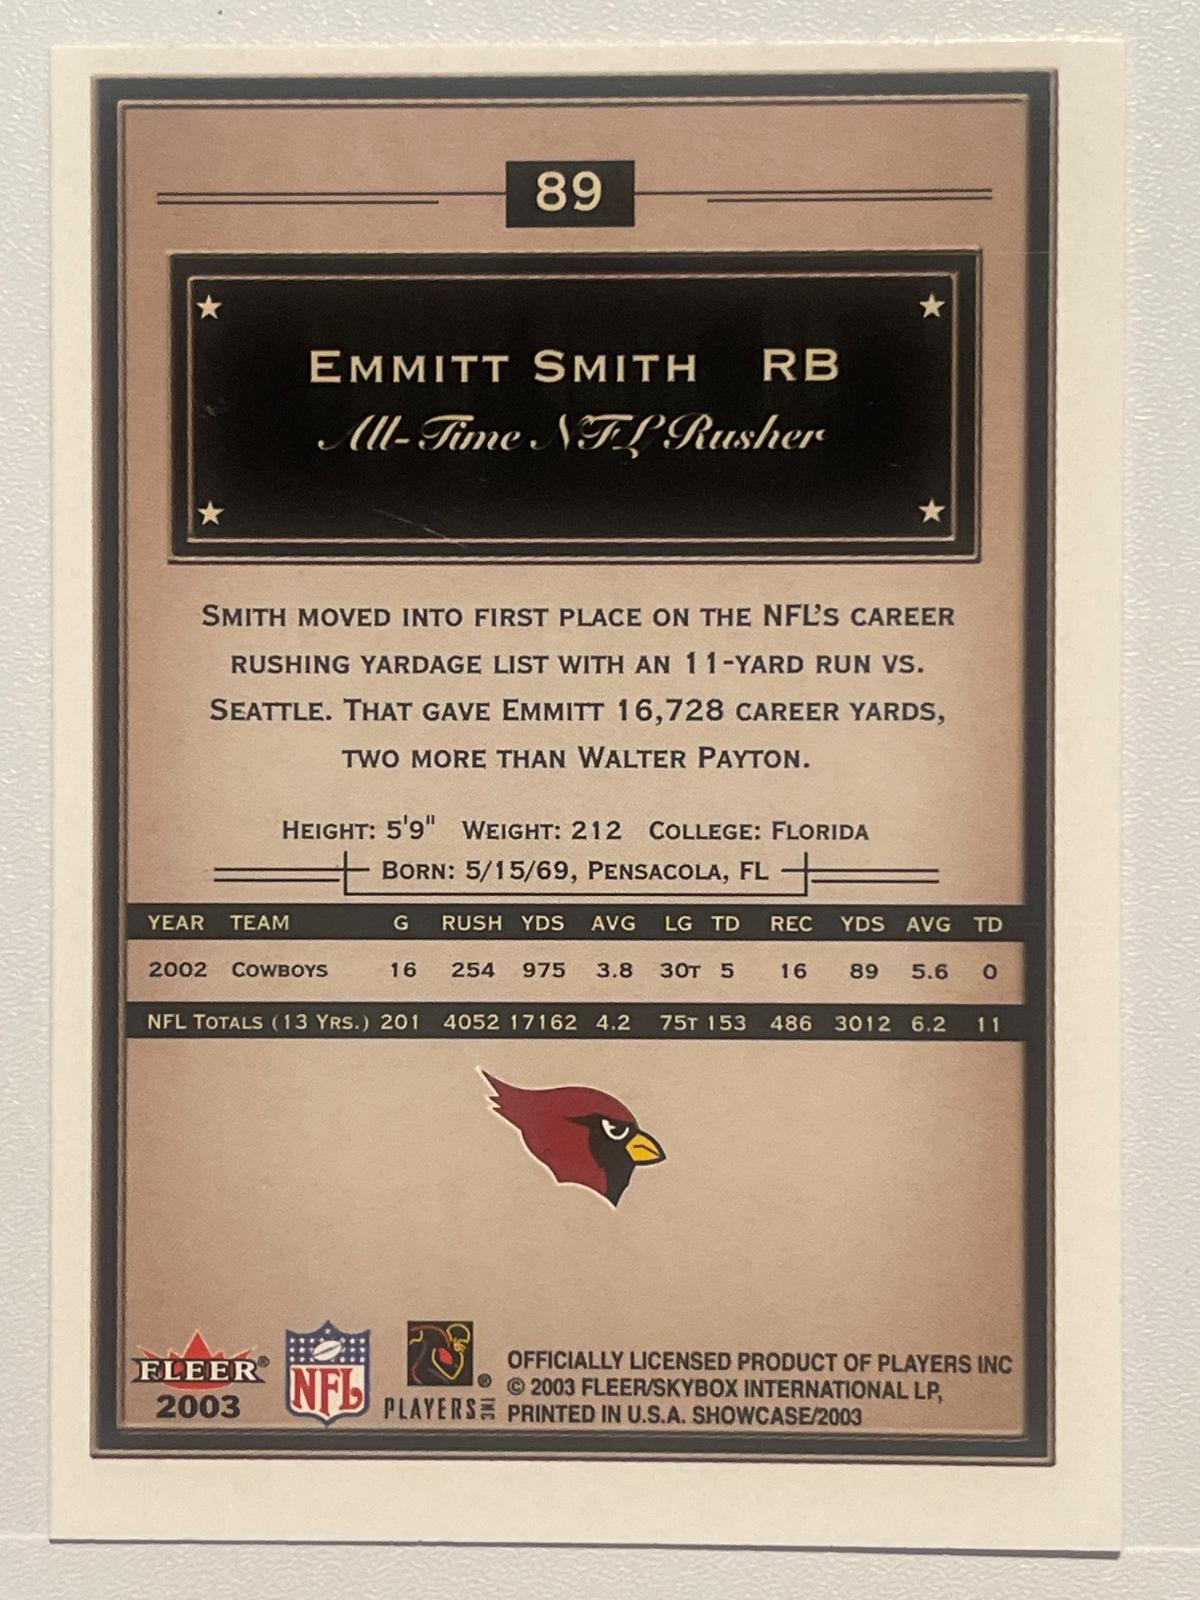 89
EMMITT SMITH RB
All-Time NFL Rusher
SMITH MOVED INTO FIRST PLACE ON THE NFL'S CAREER
RUSHING YARDAGE LIST WITH AN 11-YARD RUN VS.
SEATTLE. THAT GAVE EMMITT 16,728 CAREER YARDS,
TWO MORE THAN WALTER PAYTON.
HEIGHT: 5'9" WEIGHT: 212 COLLEGE: FLORIDA
BORN: 5/15/69, PENSACOLA, FL
YEAR TEAM G RUSH YDS AVG LG TD REC YDS AVG TD
2002 COWBOYS 16 254 975 3.8 30T 5 16 89 5.6 0
NFL TOTALS (13 YRS.) 201 4052 17162 4.2 75T 153 486 3012 6.2 11
FLEER®
2003
NFL
PLAYERS INC ®
OFFICIALLY LICENSED PRODUCT OF PLAYERS INC
© 2003 FLEER/SKYBOX INTERNATIONAL LP,
PRINTED IN U.S.A. SHOWCASE/2003